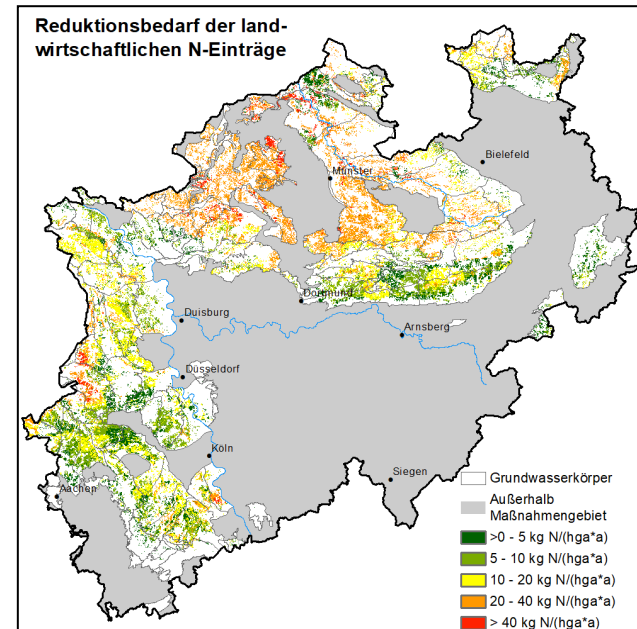 Reduktionsbedarf der land-
wirtschaftlichen N-Einträge
Bielefeld
Münster
Dortmund
Duisburg
Arnsberg
Düsseldorf
Köln
Siegen
Aachen
Grundwasserkörper
Außerhalb
Maßnahmengebiet
>0 - 5 kg N/(hga*a)
5 - 10 kg N/(hga*a)
10 - 20 kg N/(hga*a)
20 - 40 kg N/(hga*a)
> 40 kg N/(hga*a)